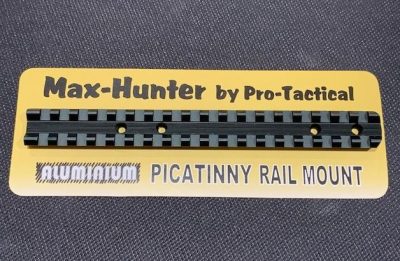 Max-Hunter by Pro-Tactical
ALUMINIUM PICATINNY RAIL MOUNT